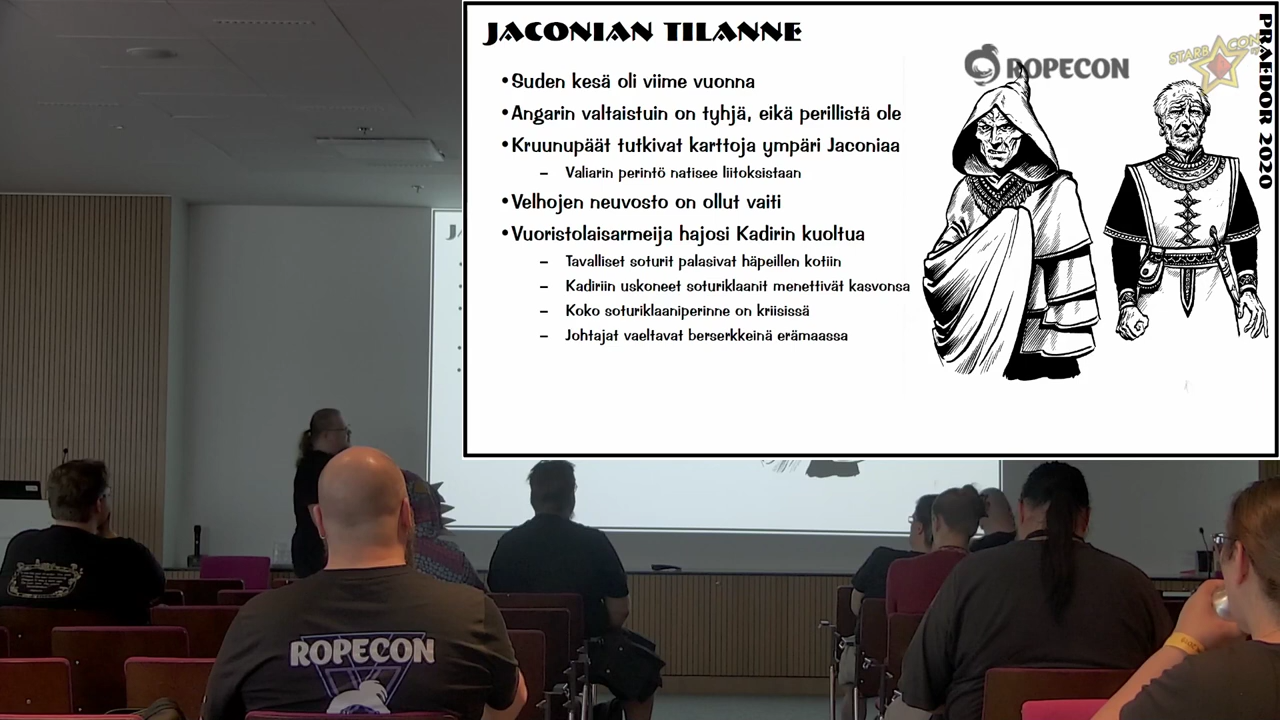 JACONIAN TILANNE
• Suden kesä oli viime vuonna
• Angarin valtaistuin on tyhjä, eikä perillistä ole
• Kruunupäät tutkivat karttoja ympäri Jaconiaa
– Valiarin perintö natisee liitoksistaan
• Velhojen neuvosto on ollut vaiti
• Vuoristolaisarmeija hajosi Kadirin kuoltua
– Tavalliset soturit palasivat häpeillen kotiin
– Kadiriin uskoneet soturiklaanit menettivät kasvonsa
– Koko soturiklaaniperinne on kriisissä
– Johtajat vaeltavat berserkkeinä erämaassa
ROPECON
STARBACON
PRAEDOR 2020
ROPECON